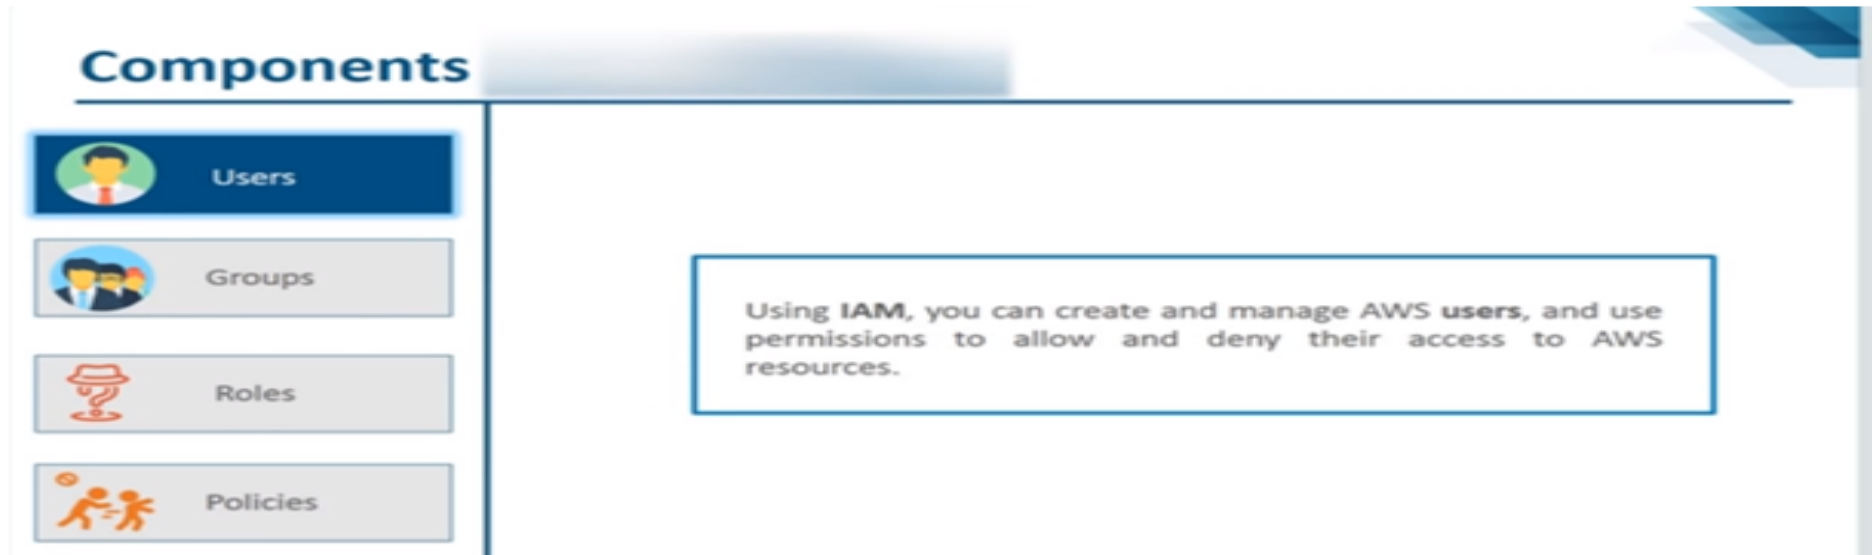 Components
Users
Groups
Roles
Policies
Using IAM, you can create and manage AWS users, and use
permissions to allow and deny their access to AWS
resources.